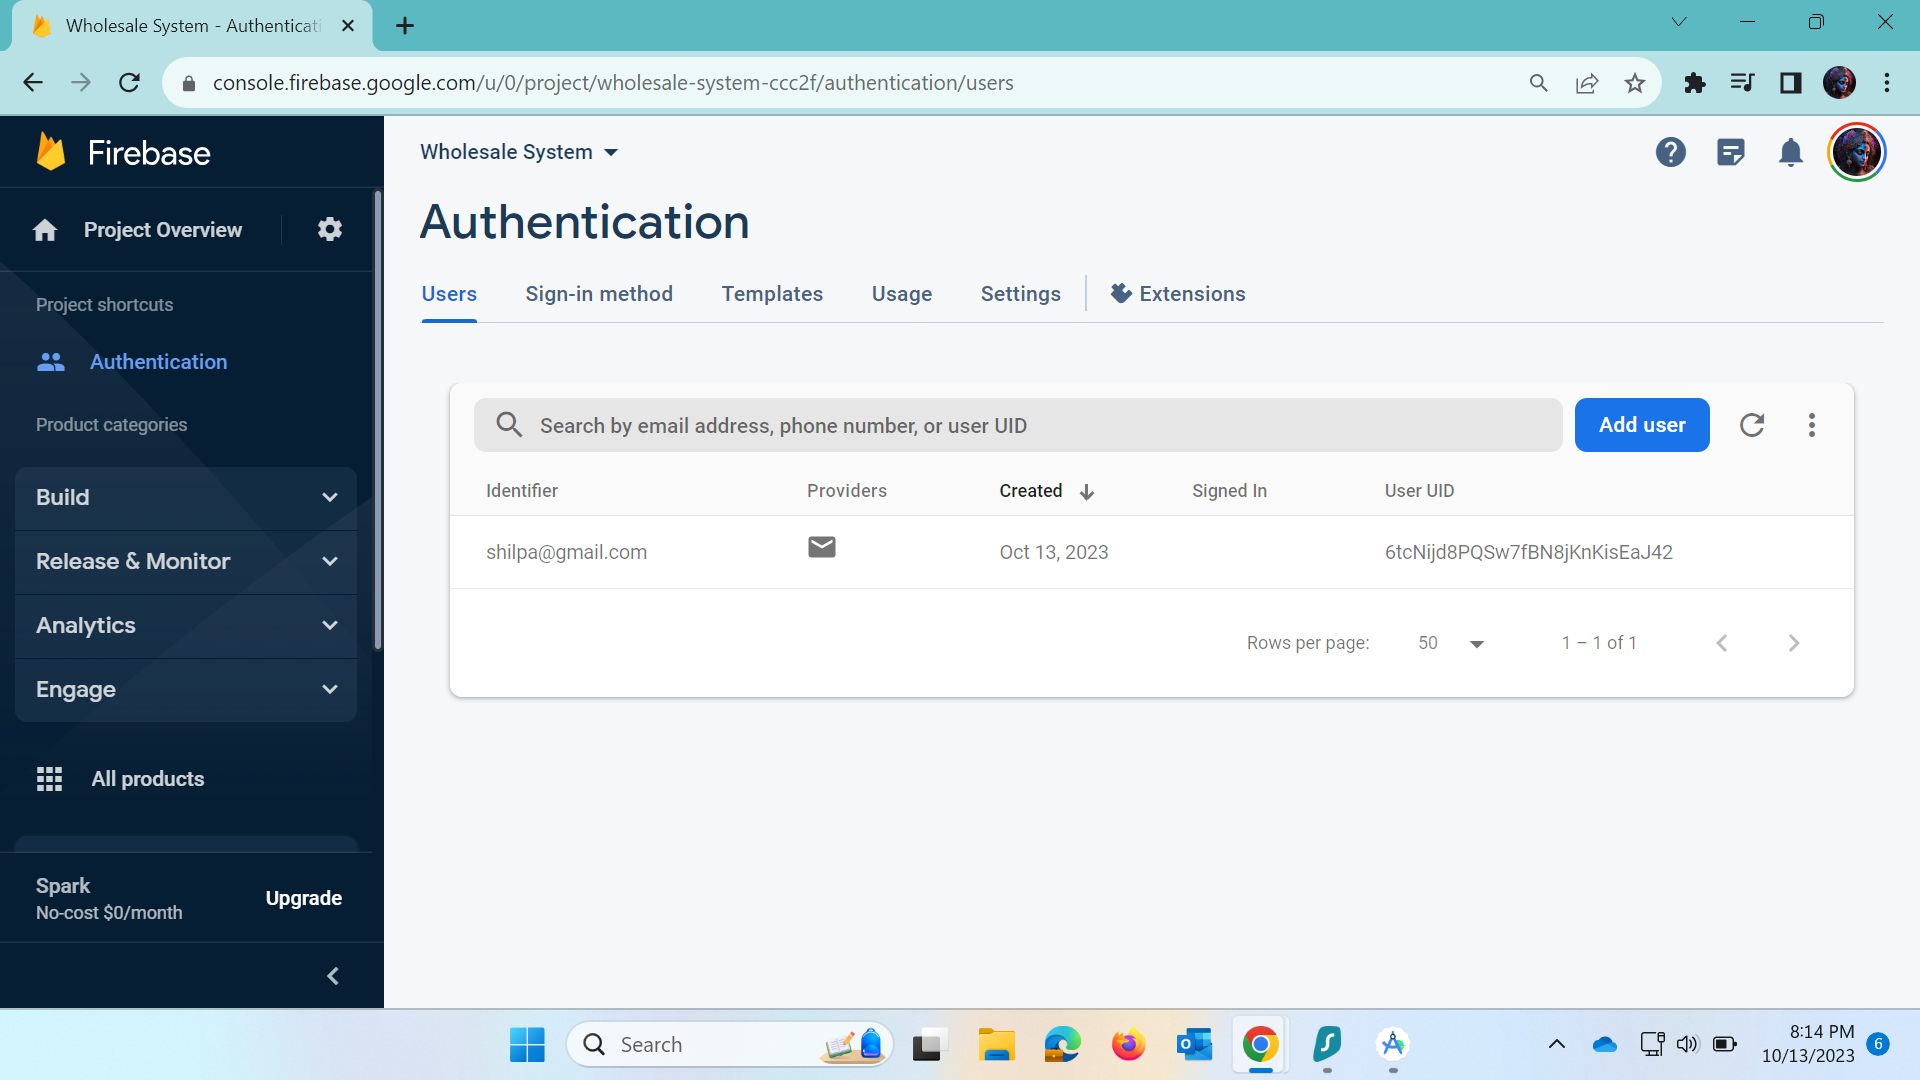 Wholesale System - Authenticati
console.firebase.google.com/u/0/project/wholesale-system-ccc2f/authentication/users
Firebase
Project Overview
Project shortcuts
Authentication
Product categories
Build
Release & Monitor
Analytics
Engage
All products
Spark
No-cost $0/month
Upgrade
Wholesale System
Authentication
Users Sign-in method Templates Usage Settings Extensions
Search by email address, phone number, or user UID
Add user
Identifier Providers Created Signed In User UID
shilpa@gmail.com Oct 13, 2023 6tcNijd8PQSw7fBN8jKnKisEaJ42
Rows per page: 50 1 – 1 of 1
Search
8:14 PM
10/13/2023
6